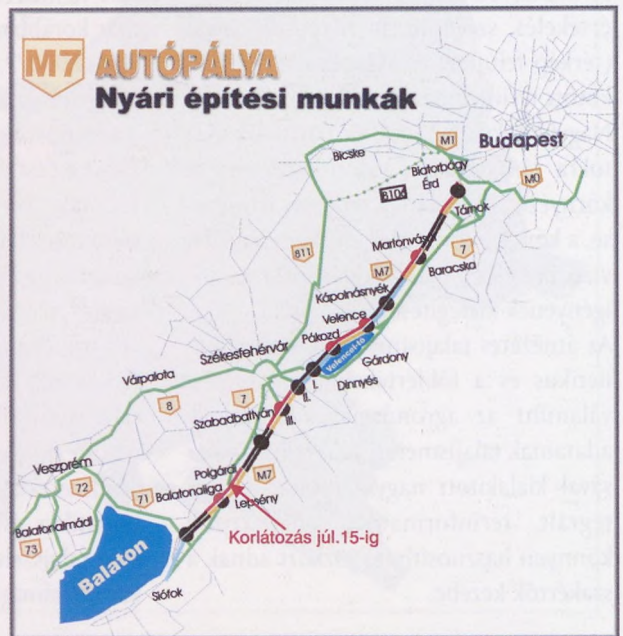 M7 AUTÓPÁLYA
Nyári építési munkák
M1
Budapest
Bicske
Biatorbágy
Érd
M0
8106
Tárnok
811
Martonvásár
7
M7
Baracska
Kápolnásnyék
Velence
Pákozd
Velencei-tó
Székesfehérvár
Gárdony
Dinnyés
I.
II.
III.
Várpalota
8
7
Szabadbattyán
Veszprém
Polgárdi
M7
72
71
Balatonaliga
Lepsény
Balatonalmádi
73
Korlátozás júl.15-ig
Balaton
Siófok